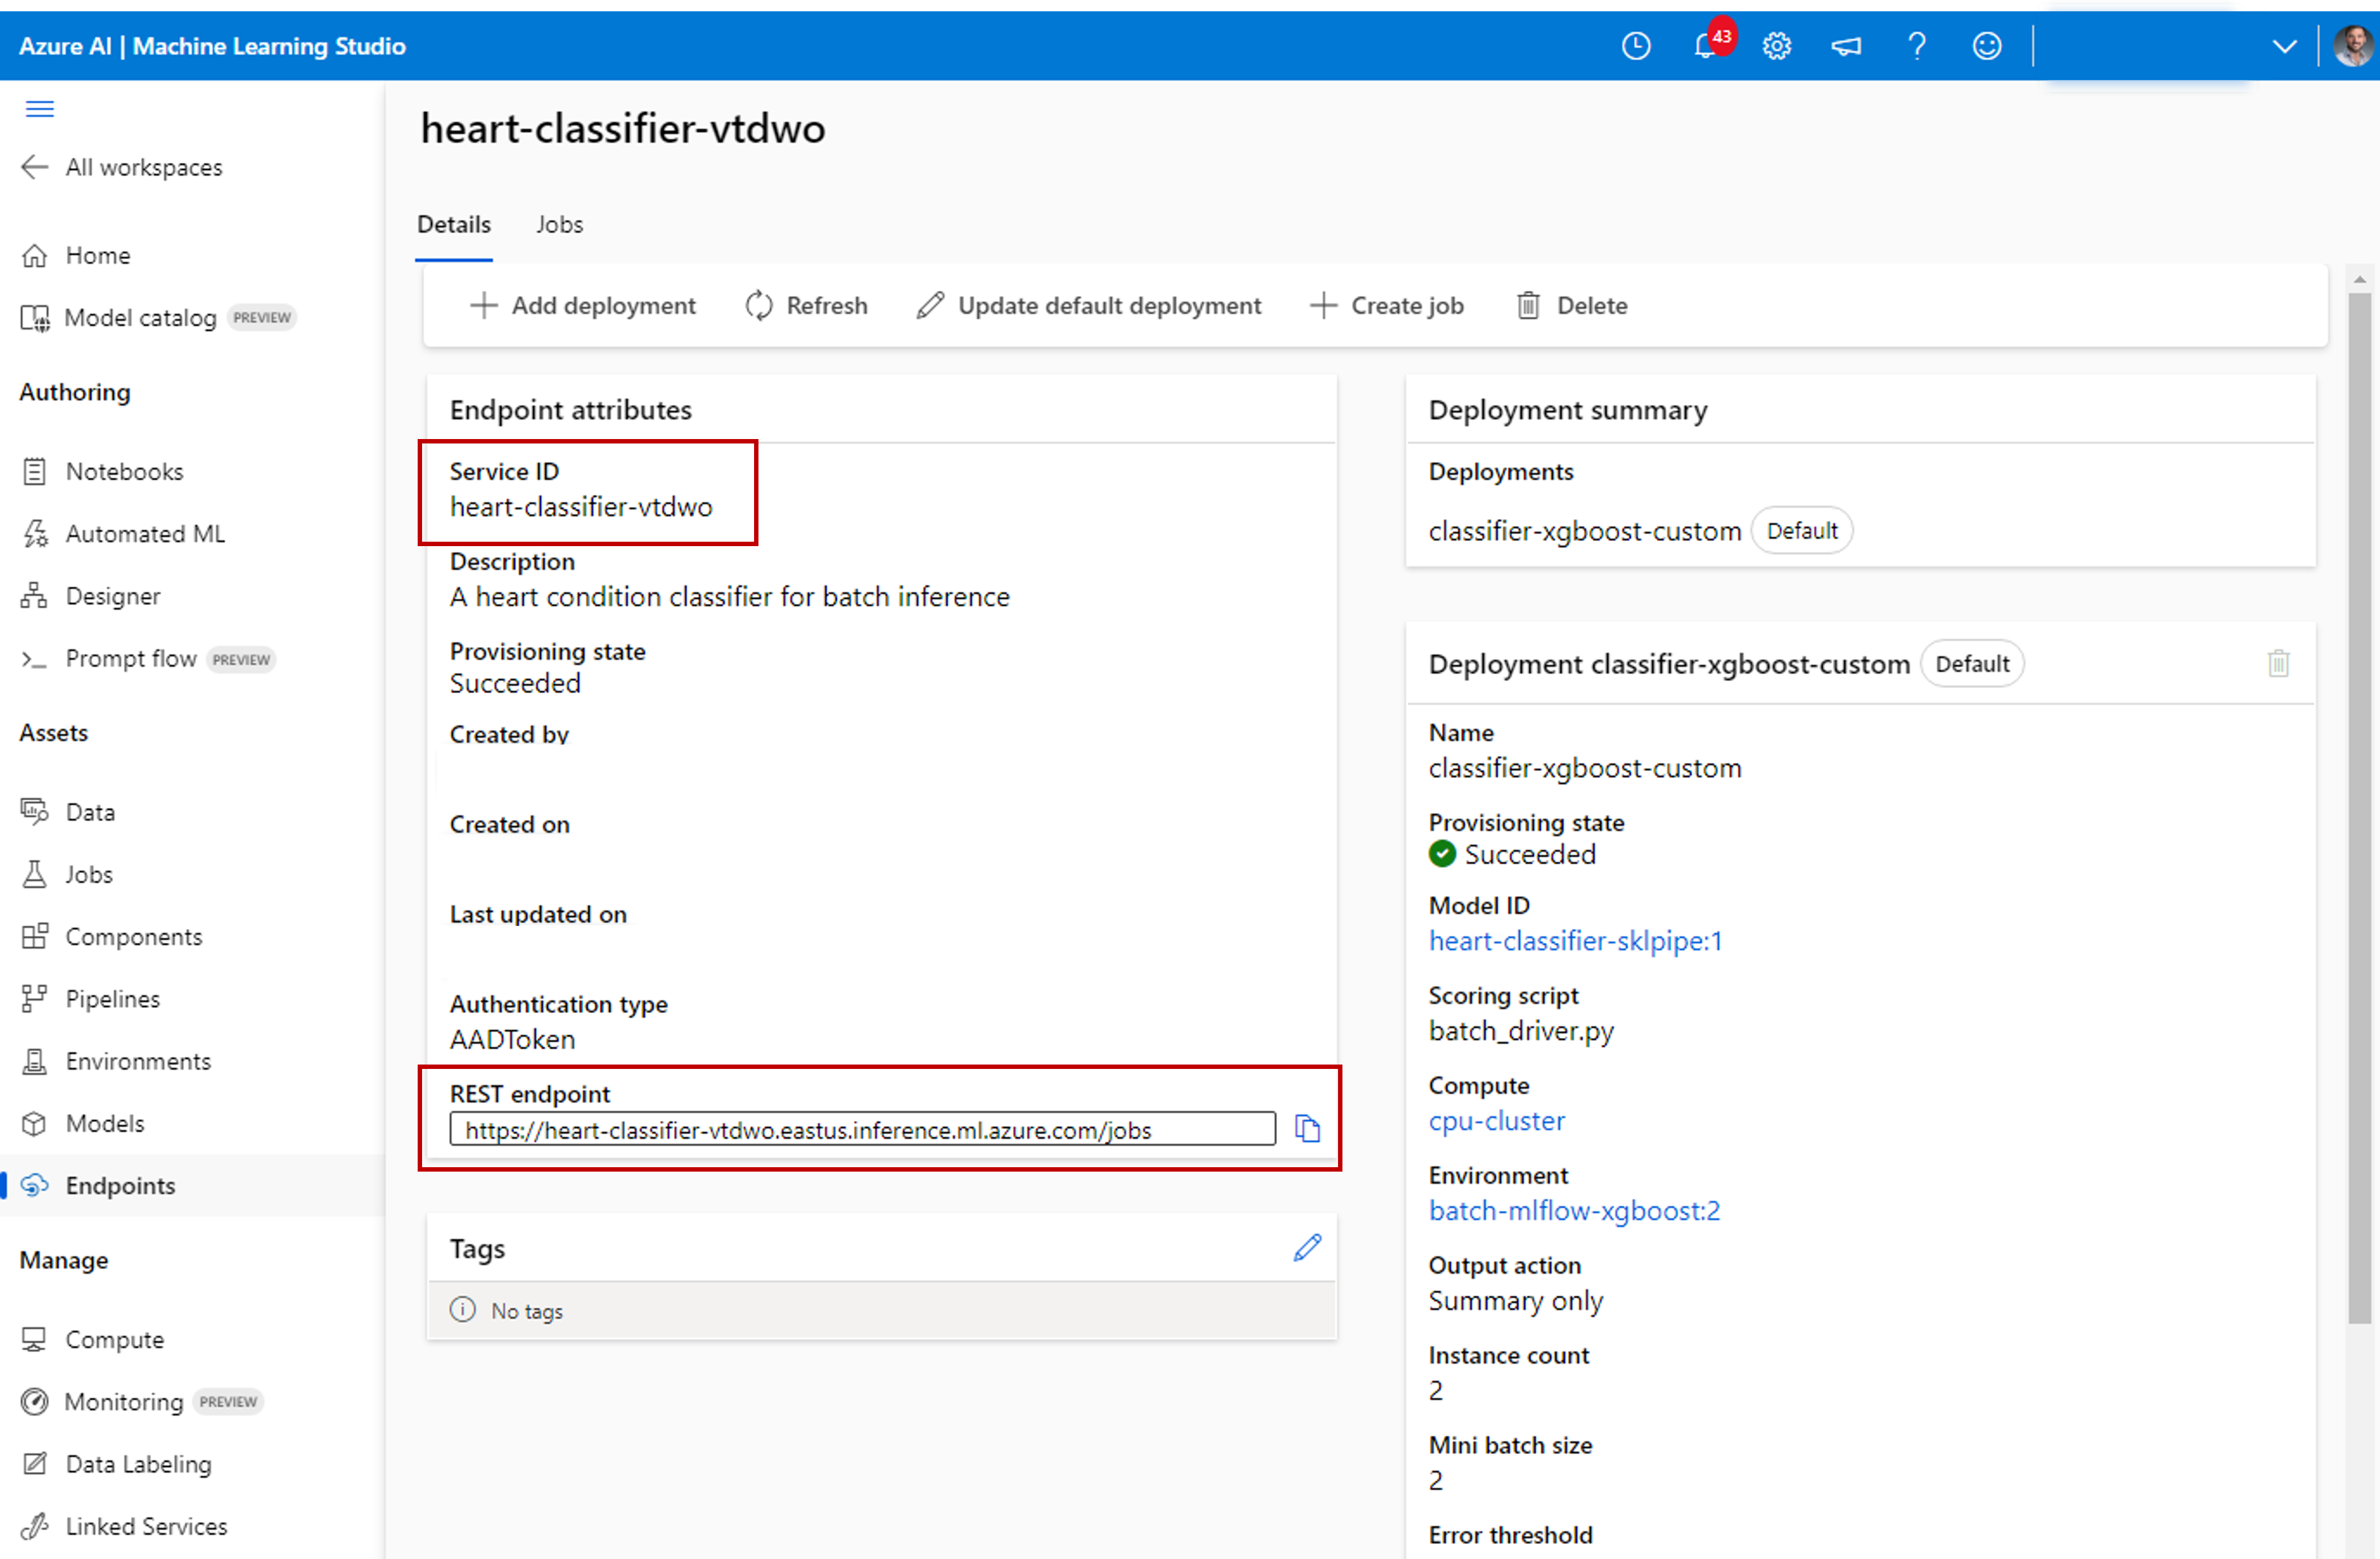 Azure AI | Machine Learning Studio
43
All workspaces
Home
Model catalog PREVIEW
Authoring
Notebooks
Automated ML
Designer
Prompt flow PREVIEW
Assets
Data
Jobs
Components
Pipelines
Environments
Models
Endpoints
Manage
Compute
Monitoring PREVIEW
Data Labeling
Linked Services
heart-classifier-vtdwo
Details Jobs
Add deployment Refresh Update default deployment Create job Delete
Endpoint attributes
Service ID
heart-classifier-vtdwo
Description
A heart condition classifier for batch inference
Provisioning state
Succeeded
Created by
Created on
Last updated on
Authentication type
AADToken
REST endpoint
https://heart-classifier-vtdwo.eastus.inference.ml.azure.com/jobs
Tags
No tags
Deployment summary
Deployments
classifier-xgboost-custom Default
Deployment classifier-xgboost-custom Default
Name
classifier-xgboost-custom
Provisioning state
Succeeded
Model ID
heart-classifier-sklpipe:1
Scoring script
batch_driver.py
Compute
cpu-cluster
Environment
batch-mlflow-xgboost:2
Output action
Summary only
Instance count
2
Mini batch size
2
Error threshold